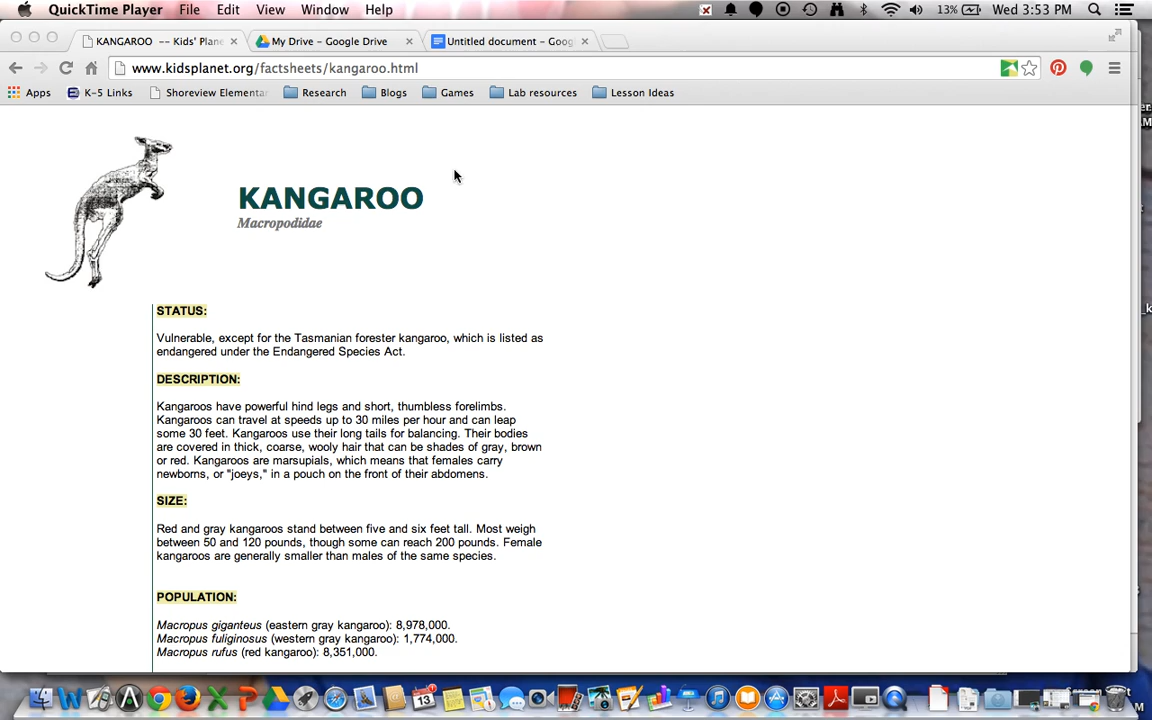 QuickTime Player File Edit View Window Help 13% Wed 3:53 PM
KANGAROO -- Kids' Plane My Drive - Google Drive Untitled document - Goog
www.kidsplanet.org/factsheets/kangaroo.html
Apps K-5 Links Shoreview Elementar Research Blogs Games Lab resources Lesson Ideas
KANGAROO
Macropodidae
STATUS:
Vulnerable, except for the Tasmanian forester kangaroo, which is listed as
endangered under the Endangered Species Act.
DESCRIPTION:
Kangaroos have powerful hind legs and short, thumbless forelimbs.
Kangaroos can travel at speeds up to 30 miles per hour and can leap
some 30 feet. Kangaroos use their long tails for balancing. Their bodies
are covered in thick, coarse, wooly hair that can be shades of gray, brown
or red. Kangaroos are marsupials, which means that females carry
newborns, or "joeys," in a pouch on the front of their abdomens.
SIZE:
Red and gray kangaroos stand between five and six feet tall. Most weigh
between 50 and 120 pounds, though some can reach 200 pounds. Female
kangaroos are generally smaller than males of the same species.
POPULATION:
Macropus giganteus (eastern gray kangaroo): 8,978,000.
Macropus fuliginosus (western gray kangaroo): 1,774,000.
Macropus rufus (red kangaroo): 8,351,000.
13